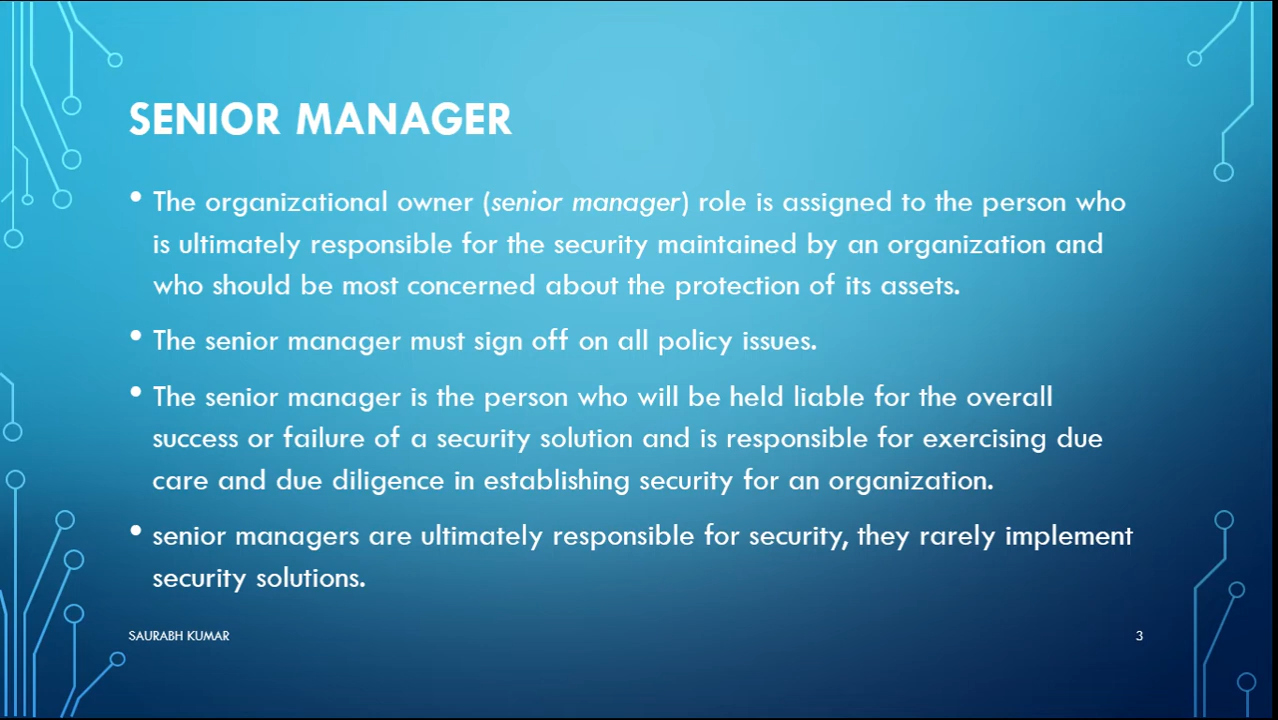 SENIOR MANAGER
• The organizational owner (senior manager) role is assigned to the person who
is ultimately responsible for the security maintained by an organization and
who should be most concerned about the protection of its assets.
• The senior manager must sign off on all policy issues.
• The senior manager is the person who will be held liable for the overall
success or failure of a security solution and is responsible for exercising due
care and due diligence in establishing security for an organization.
• senior managers are ultimately responsible for security, they rarely implement
security solutions.
SAURABH KUMAR
3